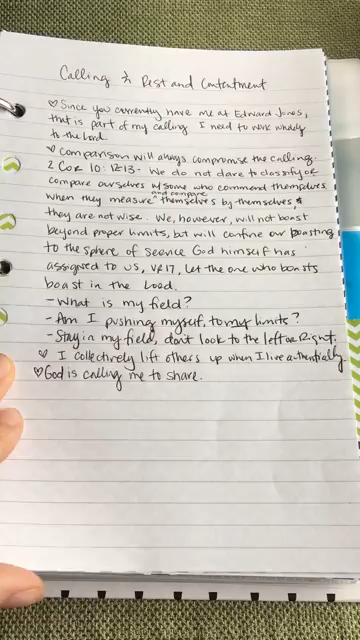 Calling & Rest and Contentment
♡ Since you currently have me at Edward Jones,
that is part of my calling I need to work wholly
to the Lord.
♡ Comparison will always compromise the calling.
2 Cor 10:12-13 - We do not dare to classify or
compare ourselves w/ some who commend themselves
when they measure themselves by themselves, &
and compare
they are not wise. We, however, will not boast
beyond proper limits, but will confine our boasting
to the sphere of service God himself has
assigned to us, VR 17, Let the one who boasts
boast in the Lord.
- What is my field?
- Am I pushing myself, to my limits?
- Stay in my field, don't look to the left or Right.
♡ I collectively lift others up when I live authentically.
♡ God is calling me to share.